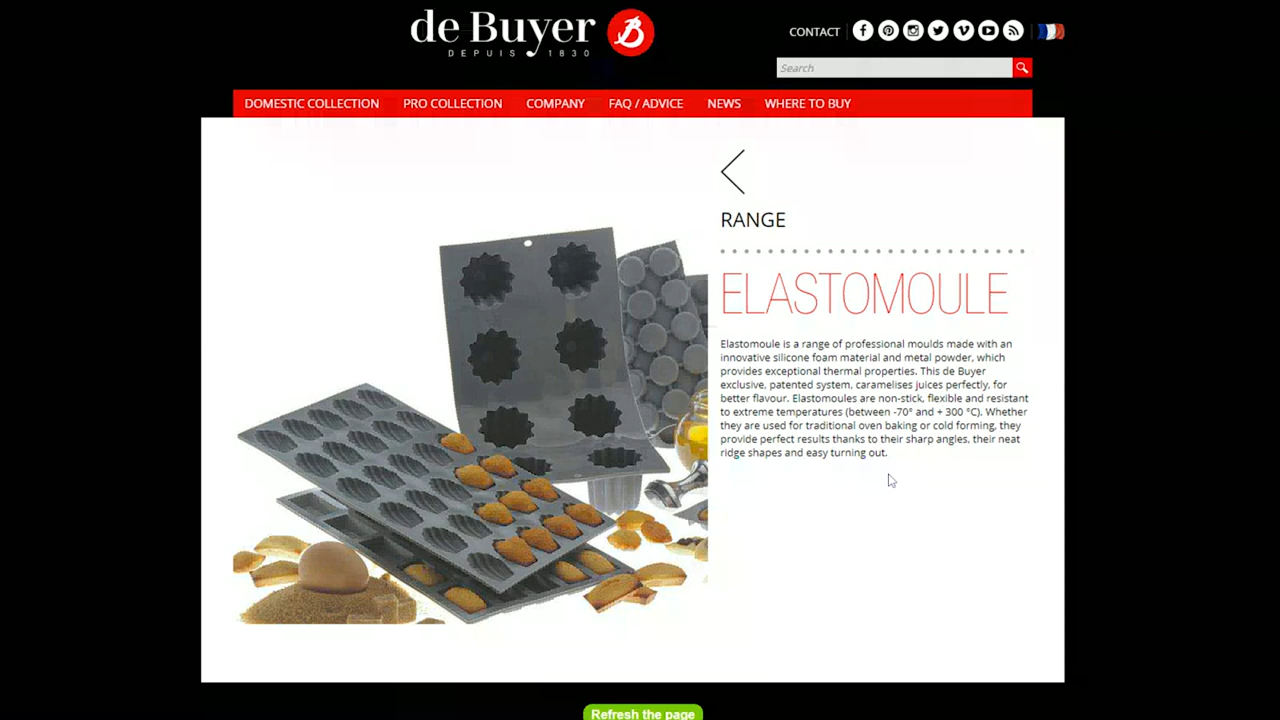 de Buyer B
DEPUIS 1830
CONTACT
Search
DOMESTIC COLLECTION PRO COLLECTION COMPANY FAQ / ADVICE NEWS WHERE TO BUY
RANGE
ELASTOMOULE
Elastomoule is a range of professional moulds made with an
innovative silicone foam material and metal powder, which
provides exceptional thermal properties. This de Buyer
exclusive, patented system, caramelises juices perfectly, for
better flavour. Elastomoules are non-stick, flexible and resistant
to extreme temperatures (between -70° and + 300 °C). Whether
they are used for traditional oven baking or cold forming, they
provide perfect results thanks to their sharp angles, their neat
ridge shapes and easy turning out.
Refresh the page